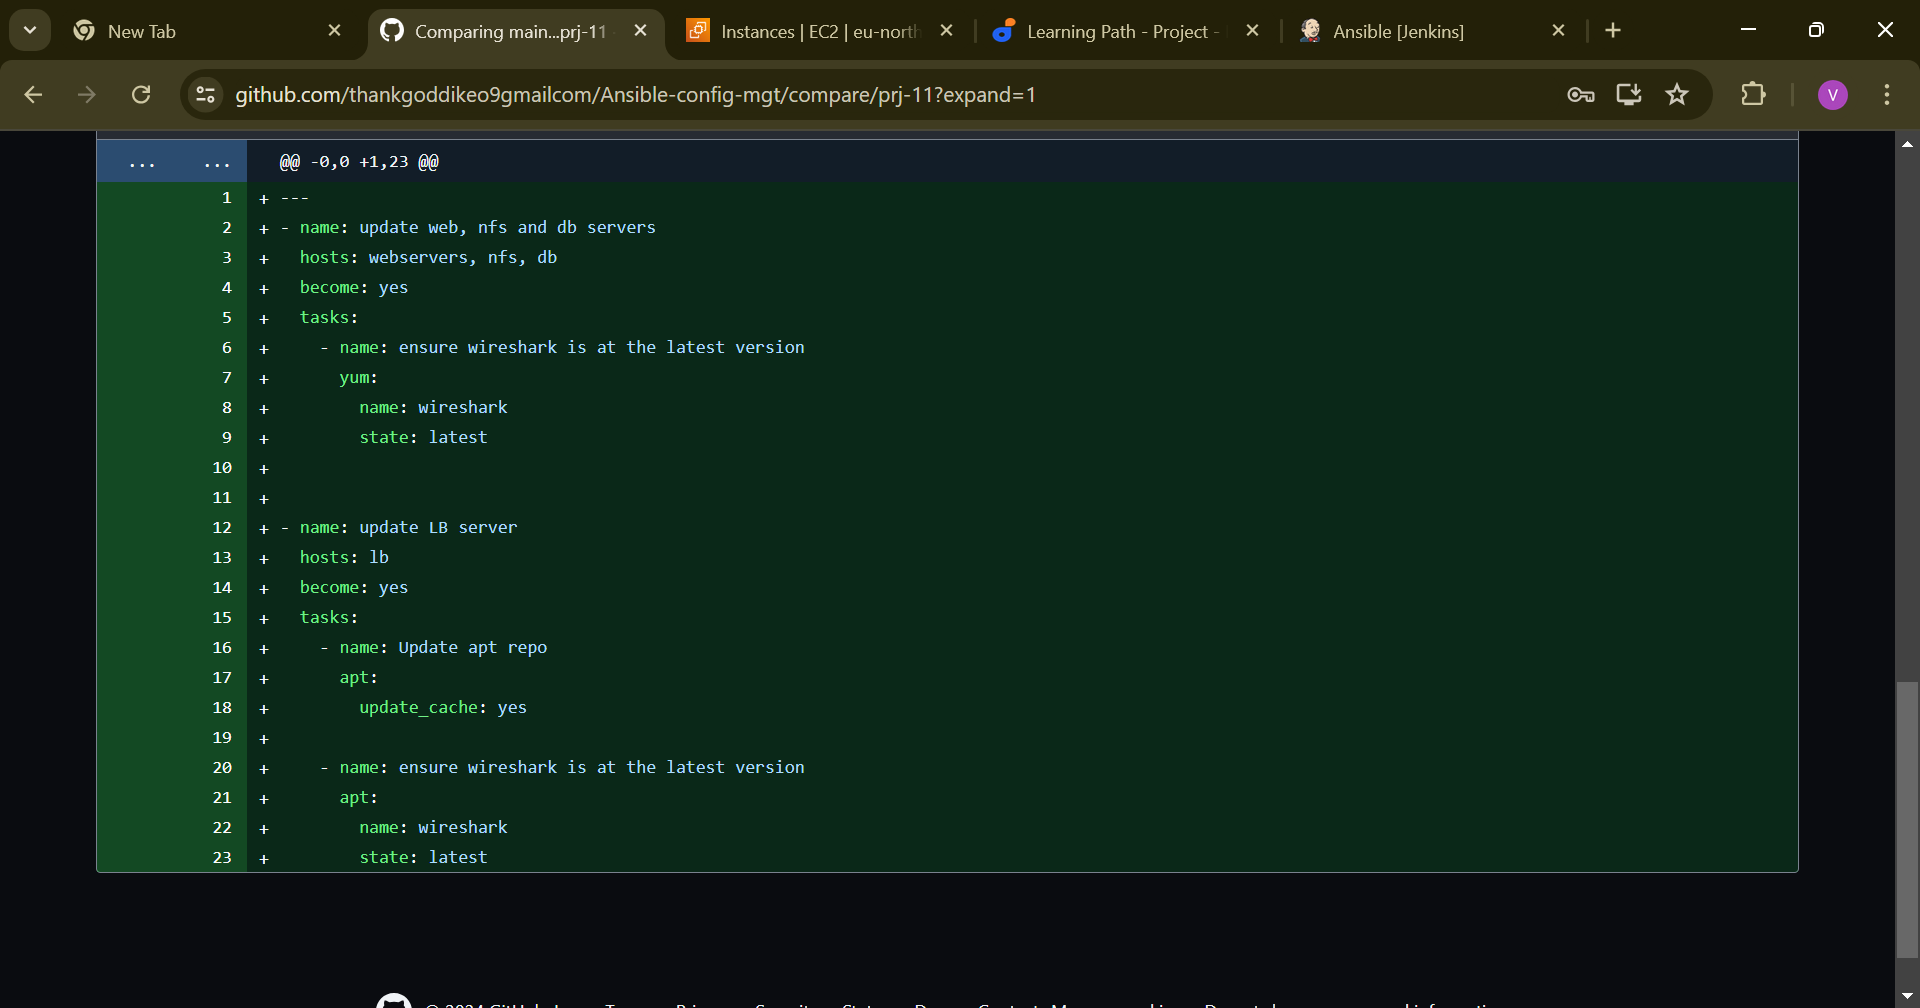 New Tab
Comparing main...prj-11
Instances | EC2 | eu-north
Learning Path - Project -
Ansible [Jenkins]
github.com/thankgoddikeo9gmailcom/Ansible-config-mgt/compare/prj-11?expand=1
V
... ... @@ -0,0 +1,23 @@
1 + ---
2 + - name: update web, nfs and db servers
3 + hosts: webservers, nfs, db
4 + become: yes
5 + tasks:
6 + - name: ensure wireshark is at the latest version
7 + yum:
8 + name: wireshark
9 + state: latest
10 +
11 +
12 + - name: update LB server
13 + hosts: lb
14 + become: yes
15 + tasks:
16 + - name: Update apt repo
17 + apt:
18 + update_cache: yes
19 +
20 + - name: ensure wireshark is at the latest version
21 + apt:
22 + name: wireshark
23 + state: latest